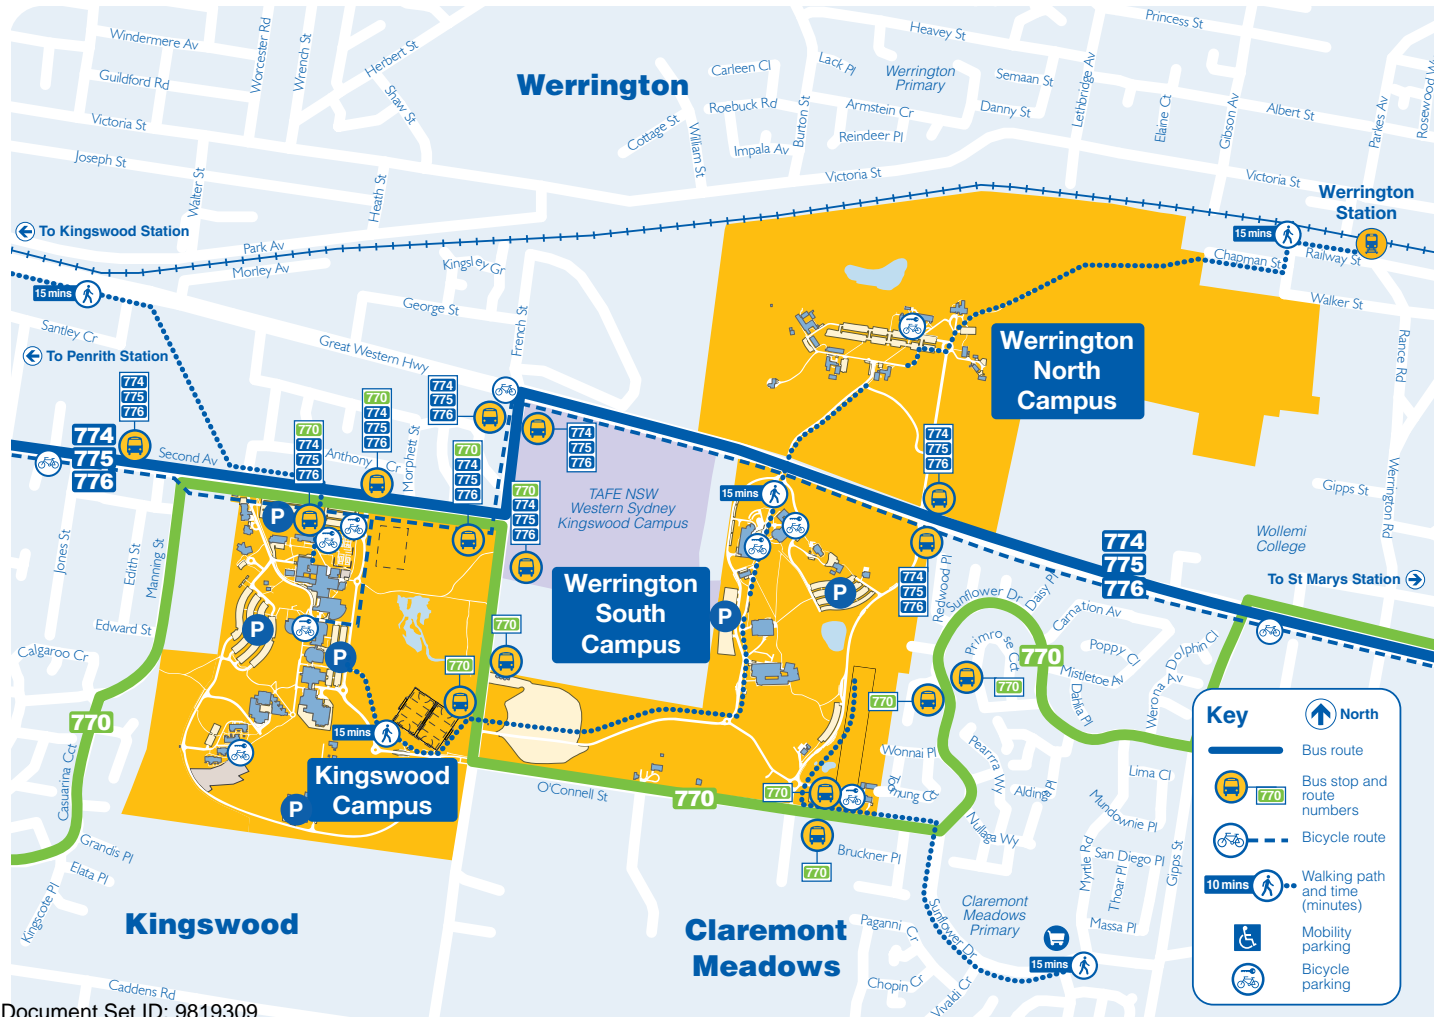 Windermere Av
Guildford Rd
Worcester Rd
Wrench St
Herbert St
Shaw St
Victoria St
Joseph St
Walter St
Heath St
Werrington
Carleen Cl
Lack Pl
Werrington
Primary
Heavey St
Princess St
Semaan St
Lethbridge Av
Roebuck Rd
Armstein Cr
Danny St
Cottage St
William St
Impala Av
Burton St
Reindeer Pl
Elaine Ct
Gibson Av
Albert St
Parkes Av
Rosewood W
Victoria St
Victoria St
Werrington
Station
To Kingswood Station
Park Av
Morley Av
Kingsley Gr
15 mins
Chapman St
Railway St
15 mins
George St
French St
Walker St
Santley Cr
Great Western Hwy
Werrington
North
Campus
Rance Rd
To Penrith Station
774
775
776
770
774
775
776
774
775
776
774
775
776
Second Av
770
774
775
776
Anthony Cr
Morphett St
770
774
775
776
774
775
776
770
774
775
776
774
775
776
TAFE NSW
Western Sydney
Kingswood Campus
15 mins
Gipps St
Werrington Rd
Wollemi
College
P
Jones St
Edith St
Manning St
774
775
776
To St Marys Station
Werrington
South
Campus
774
775
776
Redwood Pl
Sunflower Dr
Daisy Pl
Carnation Av
P
P
Edward St
P
Calgaroo Cr
P
770
770
Primrose Cct
770
Poppy Cl
Mistletoe Av
Dahlia Pl
Dolphin Cl
Werona Av
770
770
770
15 mins
Key
North
Bus route
770
Bus stop and
route
numbers
Bicycle route
10 mins
Walking path
and time
(minutes)
Mobility
parking
Bicycle
parking
Casuarina Cct
Kingswood
Campus
P
O'Connell St
770
770
Wonnai Pl
Pearrra Wy
Alding Pl
Nullaga Wy
Lima Cl
Mundownie Pl
San Diego Pl
Myrtle Rd
Thoar Pl
Gipps St
Massa Pl
Bruckner Pl
770
Grandis Pl
Elata Pl
Kingscote Pl
Kingswood
Claremont
Meadows
Paganni Cr
Sunflower Dr
Claremont
Meadows
Primary
15 mins
Chopin Cr
Vivaldi Cr
Caddens Rd
Document Set ID: 9819309